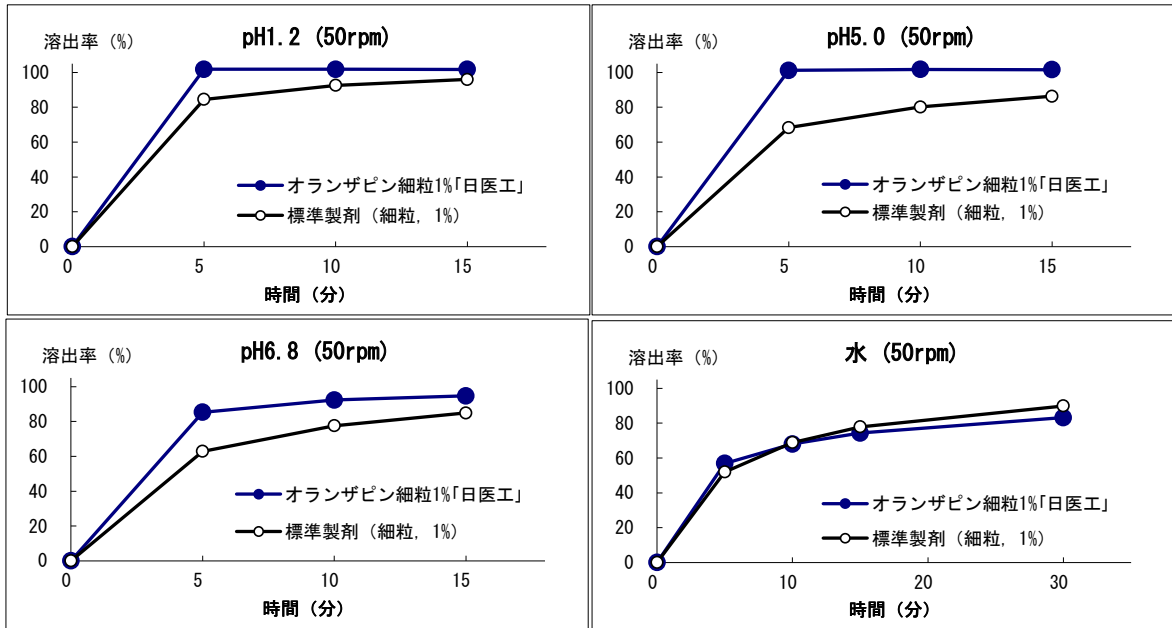 pH1.2 (50rpm)
溶出率 (%)
100
80
60
40
20
0
オランザピン細粒1%「日医工」
標準製剤 (細粒, 1%)
0 5 10 15
時間 (分)
pH5.0 (50rpm)
溶出率 (%)
100
80
60
40
20
0
オランザピン細粒1%「日医工」
標準製剤 (細粒, 1%)
0 5 10 15
時間 (分)
pH6.8 (50rpm)
溶出率 (%)
100
80
60
40
20
0
オランザピン細粒1%「日医工」
標準製剤 (細粒, 1%)
0 5 10 15
時間 (分)
水 (50rpm)
溶出率 (%)
100
80
60
40
20
0
オランザピン細粒1%「日医工」
標準製剤 (細粒, 1%)
0 10 20 30
時間 (分)